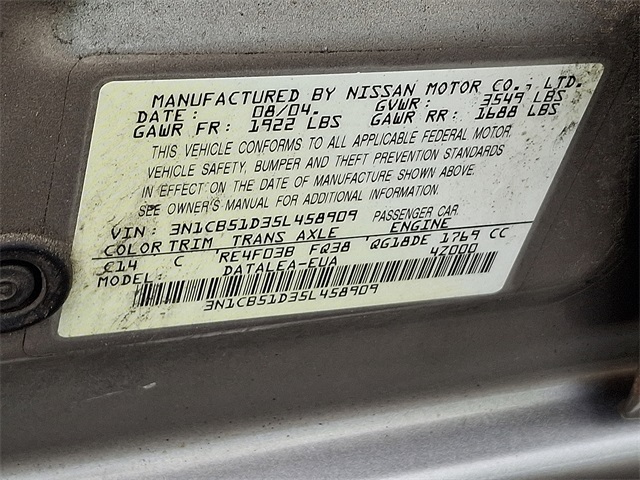 MANUFACTURED BY NISSAN MOTOR CO., LTD.
DATE: 08/04. GVWR: 3549 LBS
GAWR FR: 1922 LBS GAWR RR: 1688 LBS
THIS VEHICLE CONFORMS TO ALL APPLICABLE FEDERAL MOTOR
VEHICLE SAFETY, BUMPER AND THEFT PREVENTION STANDARDS
IN EFFECT ON THE DATE OF MANUFACTURE SHOWN ABOVE.
SEE OWNER'S MANUAL FOR ADDITIONAL INFORMATION.
VIN: 3N1CB51D35L458909 PASSENGER CAR
COLOR TRIM TRANS AXLE ENGINE
C14 C RE4F03B FQ38 QG18DE 1769 CC
MODEL: DATALEA-EUA 4Z000
3N1CB51D35L458909